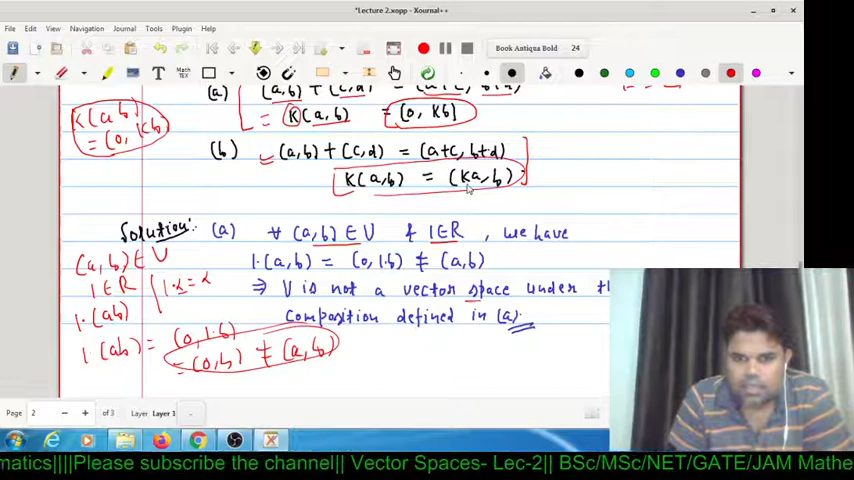 *Lecture 2.xopp - Xournal++
File Edit View Navigation Journal Tools Plugin Help
Book Antiqua Bold 24
(a) (a,b) + (c,d) = (a+c, b+d)
= K(a,b) = (0, Kb)
K(a b)
= (0, Kb)
(b) (a,b) + (c,d) = (a+c, b+d)
K(a,b) = (Ka, b)
Solution: (a) ∀ (a,b) ∈ V & 1∈R, we have
1·(a,b) = (0, 1·b) ≠ (a,b)
⇒ V is not a vector space under
composition defined in (a).
(a,b) ∈ V
1∈R 1·α = α
1·(ab)
1(ab) = (0, 1·b)
= (0,b) ≠ (a,b)
Page 2 of 3 Layer Layer 1
matics||||Please subscribe the channel|| Vector Spaces- Lec-2|| BSc/MSc/NET/GATE/JAM Mathe